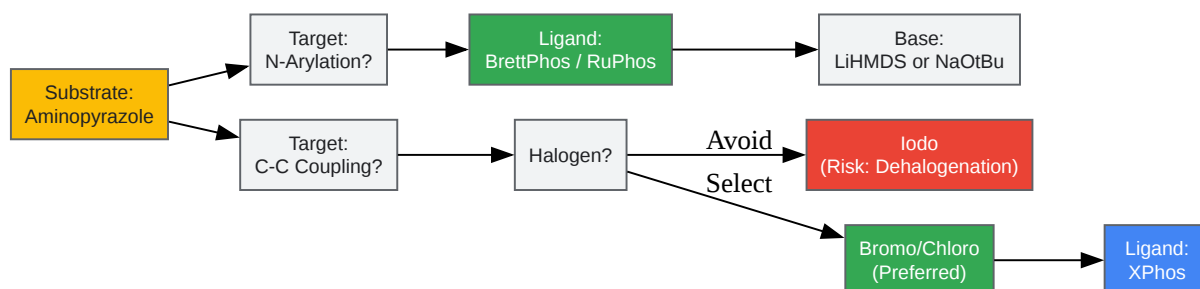 Substrate:
Aminopyrazole
Target:
N-Arylation?
Ligand:
BrettPhos / RuPhos
Base:
LiHMDS or NaOtBu
Target:
C-C Coupling?
Halogen?
Avoid
Iodo
(Risk: Dehalogenation)
Select
Bromo/Chloro
(Preferred)
Ligand:
XPhos